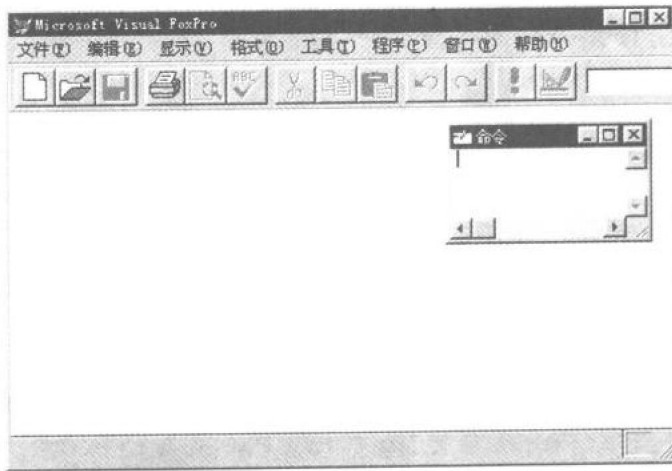 Microsoft Visual FoxPro
文件(F) 编辑(E) 显示(V) 格式(O) 工具(T) 程序(P) 窗口(W) 帮助(H)
ABC
命令